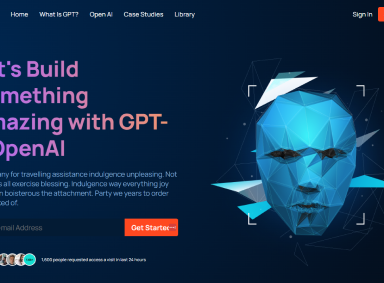 Home What Is GPT? Open AI Case Studies Library Sign In
t's Build
mething
mazing with GPT-
OpenAI
any for travelling assistance indulgence unpleasing. Not
s all exercise blessing. Indulgence way everything joy
n boisterous the attachment. Party we years to order
ed of.
email Address Get Started
1,600 people requested access a visit in last 24 hours